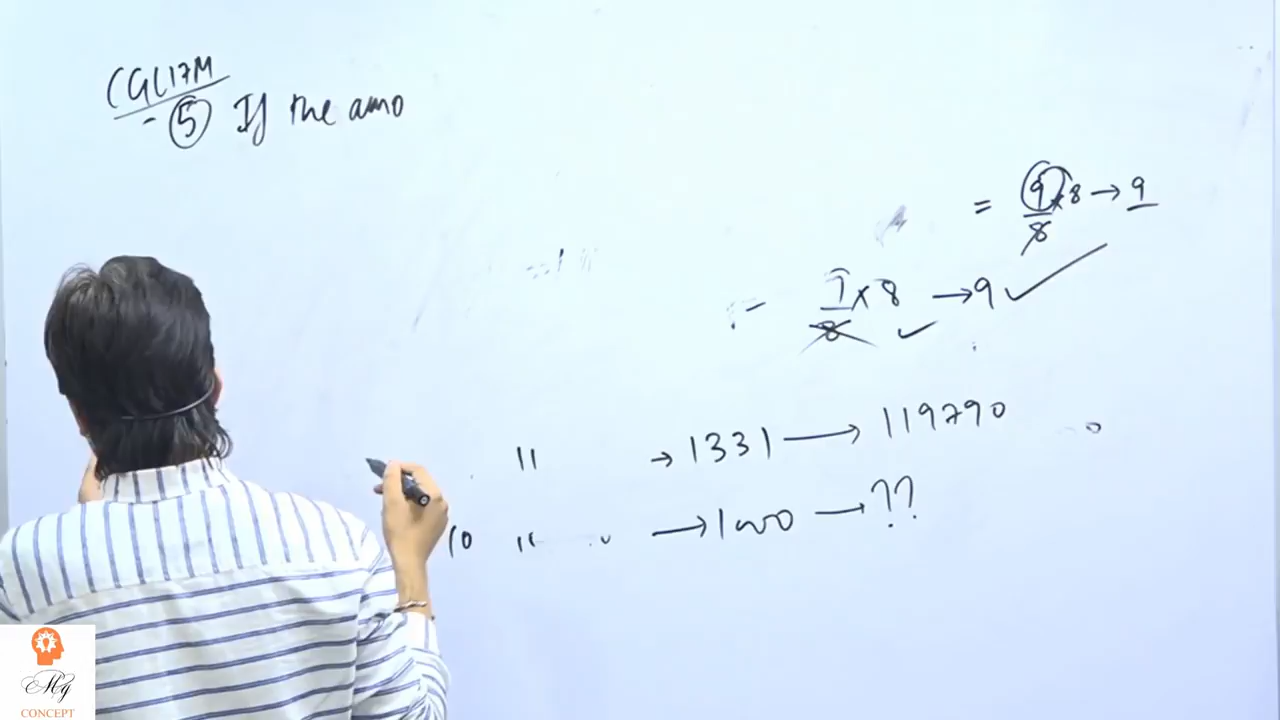 CGL17M
⑤ If the amo
= 9/8 × 8 → 9
7/8 × 8 → 9 ✓
11 → 1331 → 119790
10 11 → 1000 → ??
My
CONCEPT